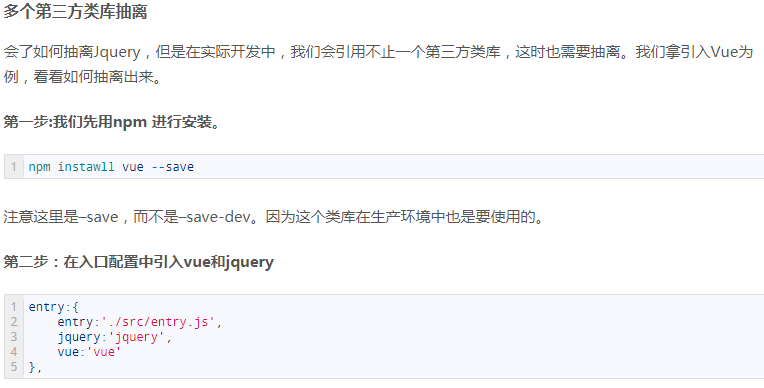 多个第三方类库抽离
会了如何抽离Jquery，但是在实际开发中，我们会引用不止一个第三方类库，这时也需要抽离。我们拿引入Vue为
例，看看如何抽离出来。
第一步:我们先用npm 进行安装。
1 npm instawll vue --save
注意这里是–save，而不是–save-dev。因为这个类库在生产环境中也是要使用的。
第二步：在入口配置中引入vue和jquery
1 entry:{
2     entry:'./src/entry.js',
3     jquery:'jquery',
4     vue:'vue'
5 },